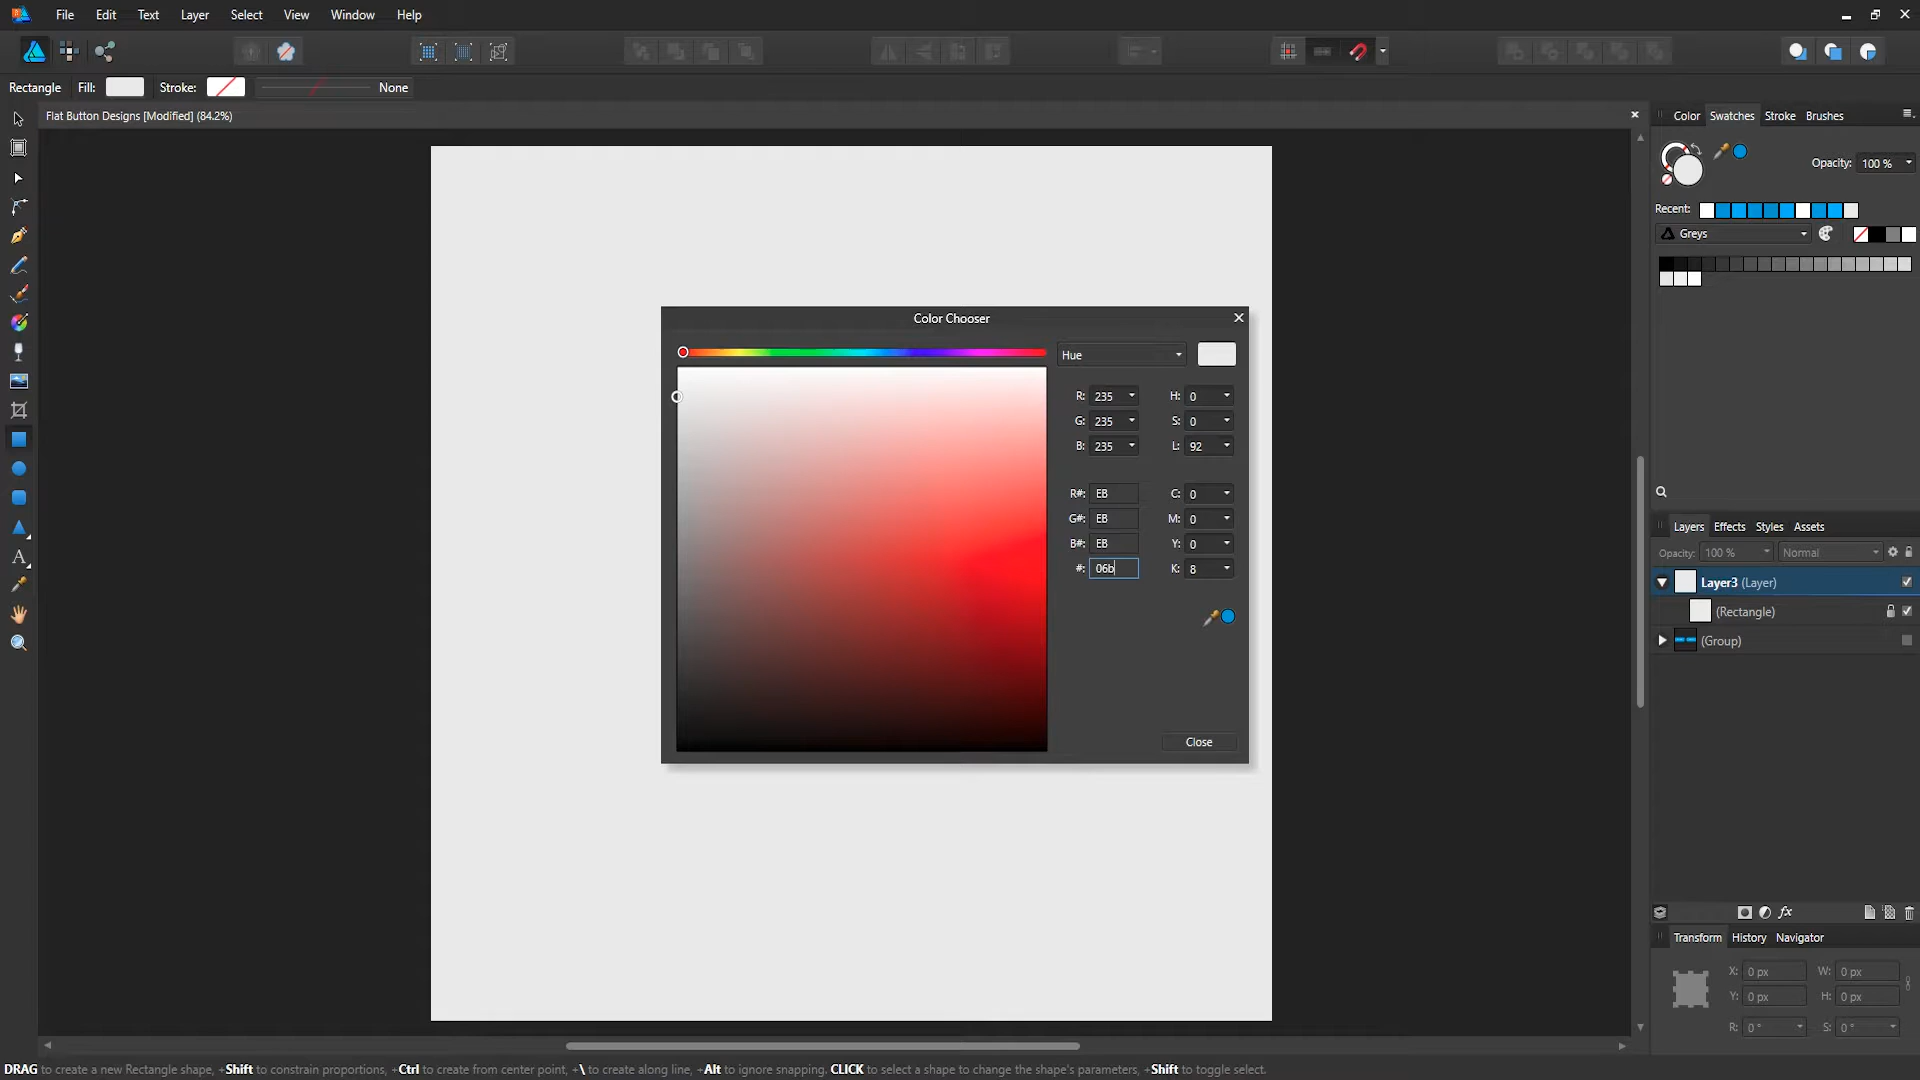 File Edit Text Layer Select View Window Help
Rectangle Fill: Stroke: None
Flat Button Designs [Modified] (84.2%)
Color Swatches Stroke Brushes
Opacity: 100 %
Recent:
Greys
Color Chooser
Hue
R: 235 H: 0
G: 235 S: 0
B: 235 L: 92
R#: EB C: 0
G#: EB M: 0
B#: EB Y: 0
#: 06b K: 8
Close
Layers Effects Styles Assets
Opacity: 100 % Normal
Layer3 (Layer)
(Rectangle)
(Group)
Transform History Navigator
X: 0 px W: 0 px
Y: 0 px H: 0 px
R: 0 ° S: 0 °
DRAG to create a new Rectangle shape, +Shift to constrain proportions, +Ctrl to create from center point, +\ to create along line, +Alt to ignore snapping. CLICK to select a shape to change the shape's parameters, +Shift to toggle select.